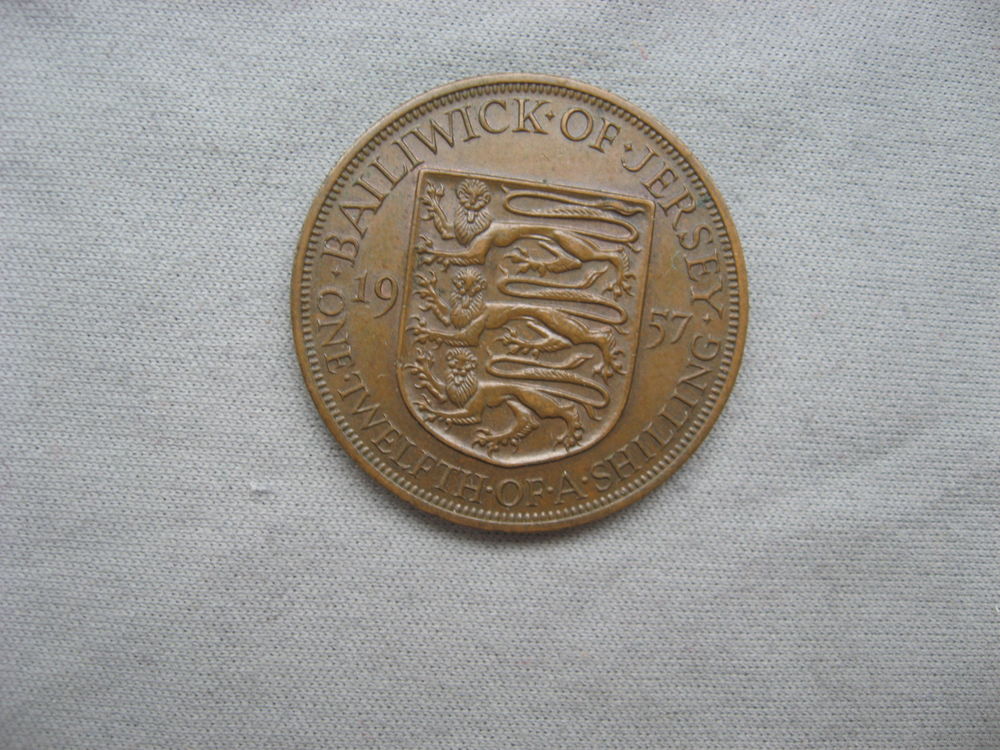 BAILIWICK·OF·JERSEY
19 57
ONE·TWELFTH·OF·A·SHILLING